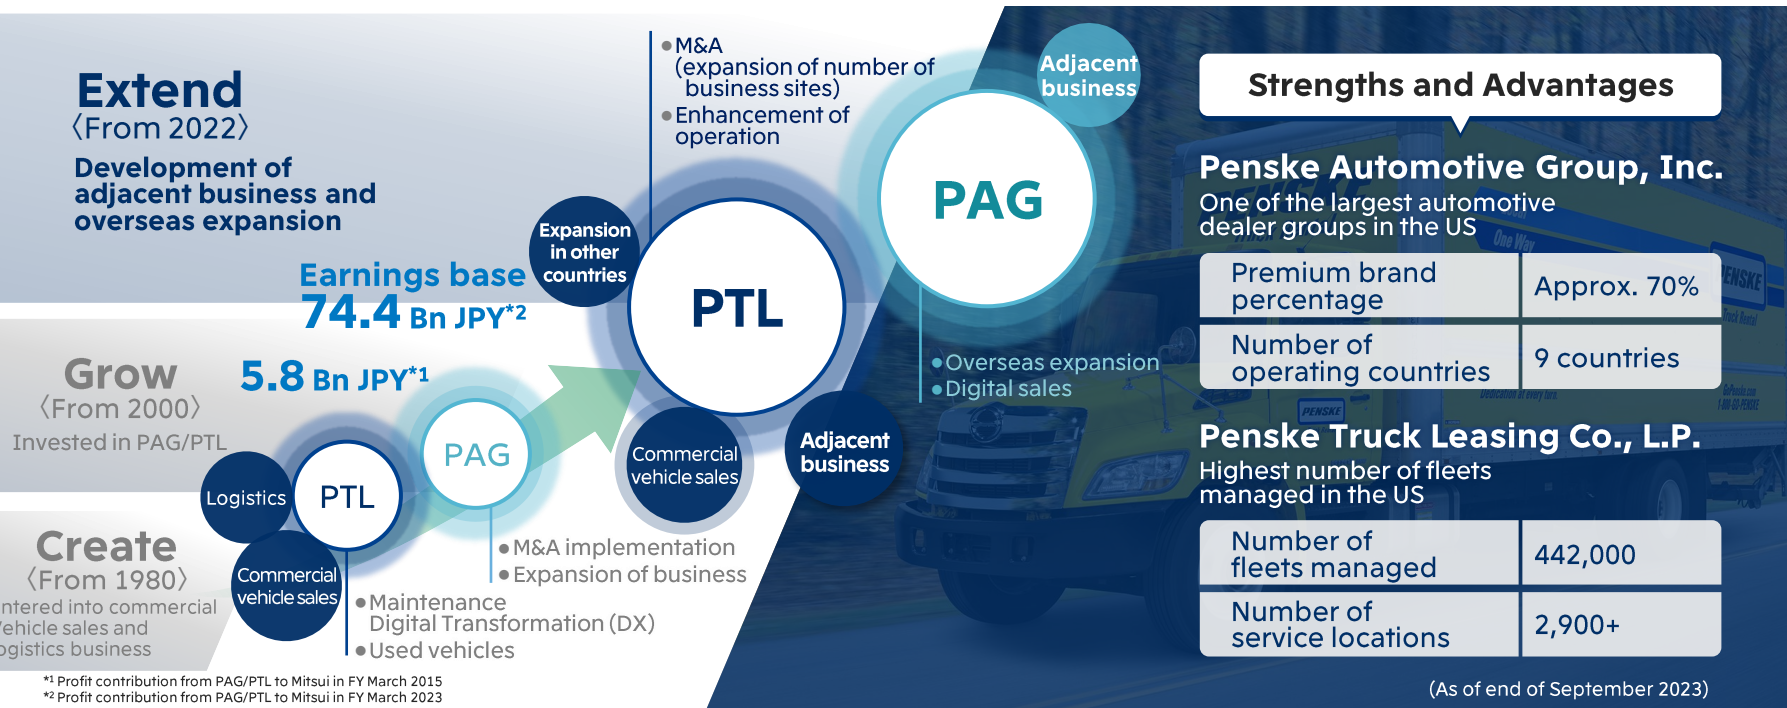 Extend
〈From 2022〉
Development of
adjacent business and
overseas expansion
Earnings base
74.4 Bn JPY*2
5.8 Bn JPY*1
Grow
〈From 2000〉
Invested in PAG/PTL
Create
〈From 1980〉
ntered into commercial
ehicle sales and
ogistics business
Logistics
PTL
Commercial
vehicle sales
PAG
●Maintenance
Digital Transformation (DX)
●Used vehicles
●M&A implementation
●Expansion of business
●M&A
(expansion of number of
business sites)
●Enhancement of
operation
Expansion
in other
countries
PTL
Commercial
vehicle sales
Adjacent
business
PAG
Adjacent
business
●Overseas expansion
●Digital sales
*1 Profit contribution from PAG/PTL to Mitsui in FY March 2015
*2 Profit contribution from PAG/PTL to Mitsui in FY March 2023
Strengths and Advantages
Penske Automotive Group, Inc.
One of the largest automotive
dealer groups in the US
Premium brand
percentage
Approx. 70%
Number of
operating countries
9 countries
Penske Truck Leasing Co., L.P.
Highest number of fleets
managed in the US
Number of
fleets managed
442,000
Number of
service locations
2,900+
(As of end of September 2023)
PENSKE
One Way
PENSKE
Truck Rental
PENSKE